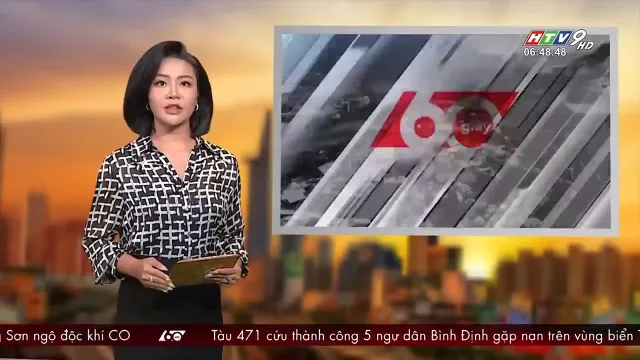 HTV9 HD
06:48:48
60 giây
Sơn ngộ độc khí CO 60 Tàu 471 cứu thành công 5 ngư dân Bình Định gặp nạn trên vùng biển